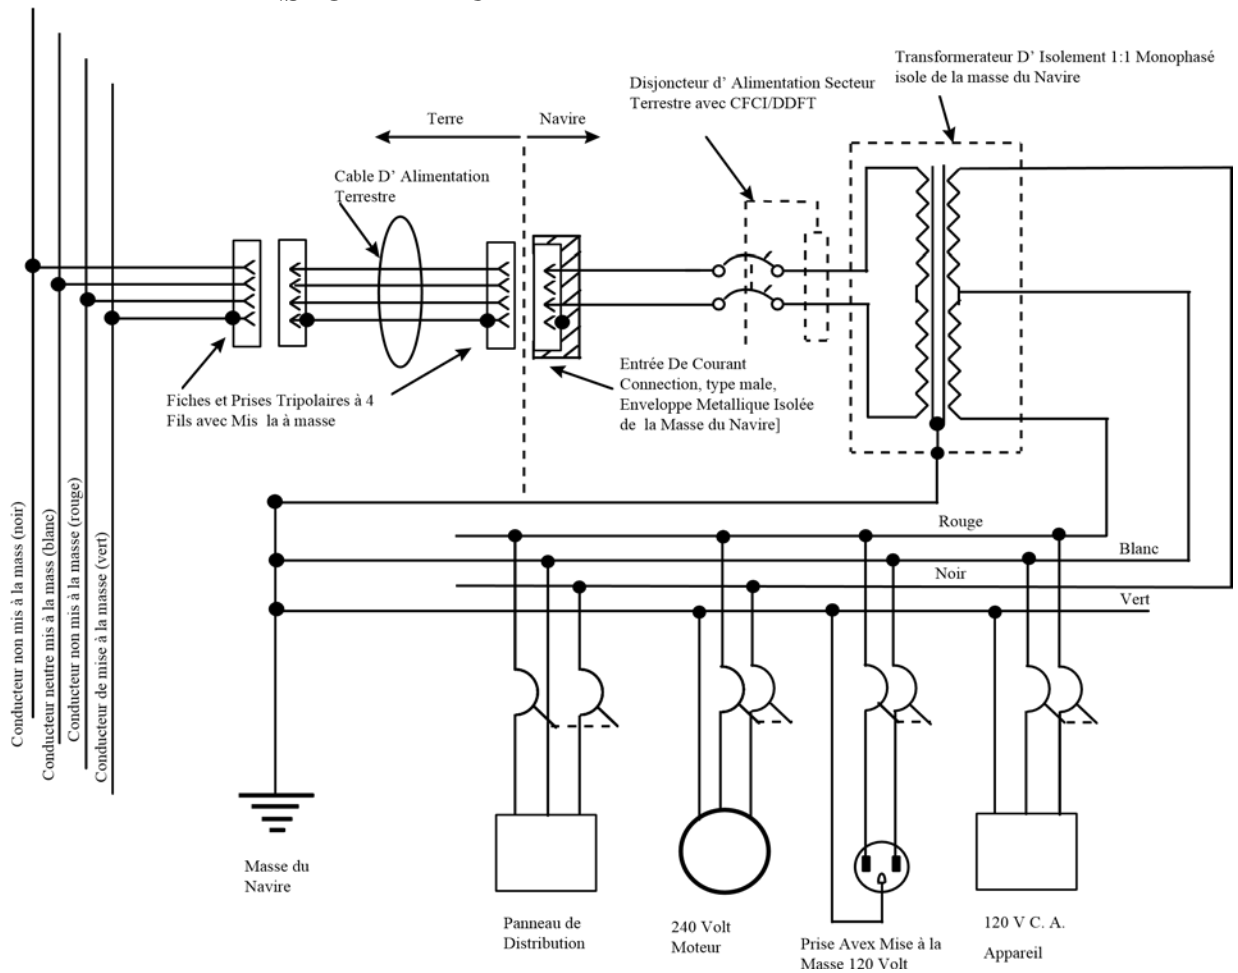 Transformerateur D' Isolement 1:1 Monophasé
isole de la masse du Navire
Disjoncteur d' Alimentation Secteur
Terrestre avec CFCI/DDFT
Terre
Navire
Cable D' Alimentation
Terrestre
Fiches et Prises Tripolaires à 4
Fils avec Mis la à masse
Entrée De Courant
Connection, type male,
Enveloppe Metallique Isolée
de la Masse du Navire]
Conducteur non mis à la mass (noir)
Conducteur neutre mis à la mass (blanc)
Conducteur non mis à la masse (rouge)
Conducteur de mise à la masse (vert)
Rouge
Blanc
Noir
Vert
Masse du
Navire
Panneau de
Distribution
240 Volt
Moteur
Prise Avex Mise à la
Masse 120 Volt
120 V C. A.
Appareil